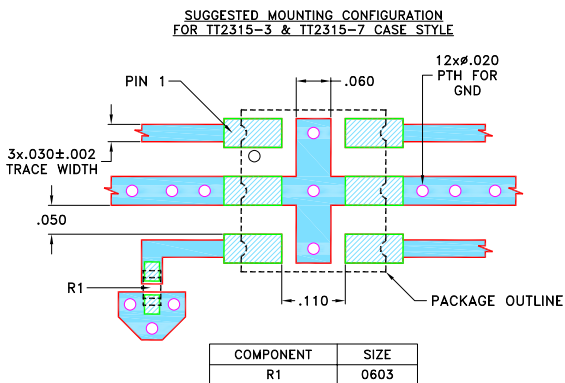 SUGGESTED MOUNTING CONFIGURATION
FOR TT2315-3 & TT2315-7 CASE STYLE
PIN 1
.060
12xø.020
PTH FOR
GND
3x.030±.002
TRACE WIDTH
.050
R1
.110
PACKAGE OUTLINE
COMPONENT SIZE
R1 0603